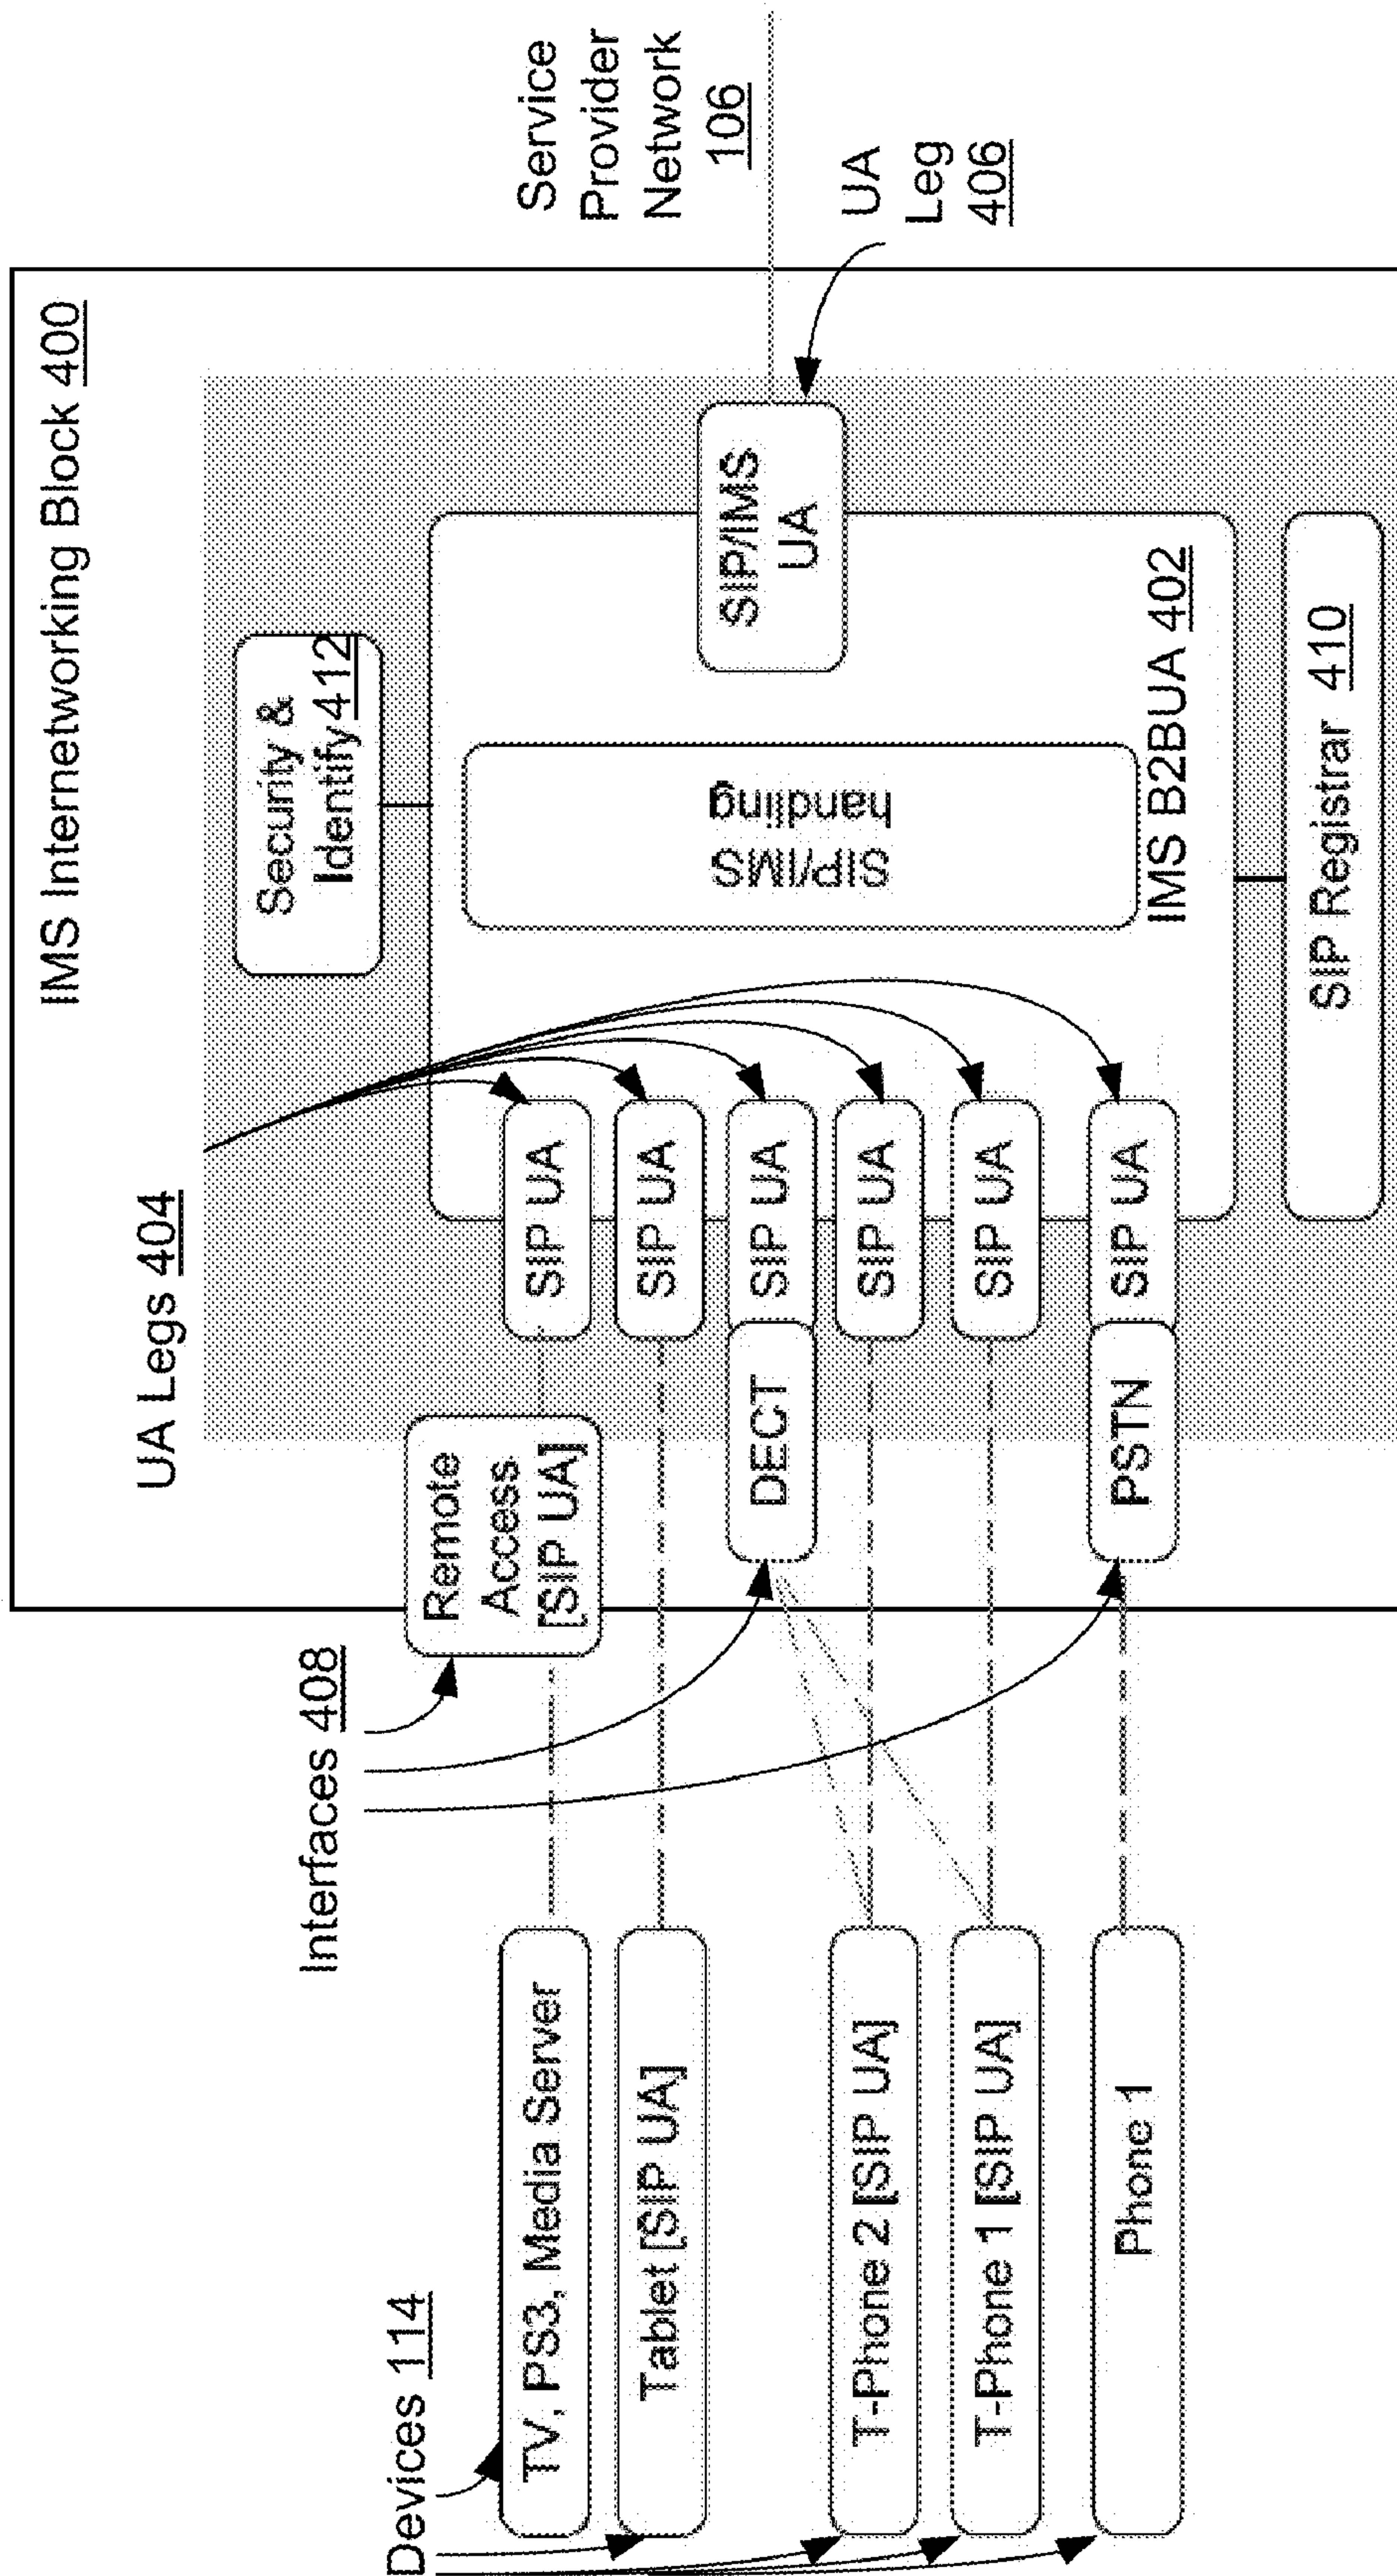 IMS Internetworking Block 400
UA Legs 404
Security &
Identify 412
Service
Provider
Network
106
UA
Leg
406
Interfaces 408
Devices 114
Remote
Access
[SIP UA]
TV, PS3, Media Server
SIP UA
Tablet [SIP UA]
SIP UA
DECT
SIP UA
T-Phone 2 [SIP UA]
SIP UA
T-Phone 1 [SIP UA]
SIP UA
Phone 1
PSTN
SIP UA
SIP/IMS
handling
SIP/IMS
UA
IMS B2BUA 402
SIP Registrar 410